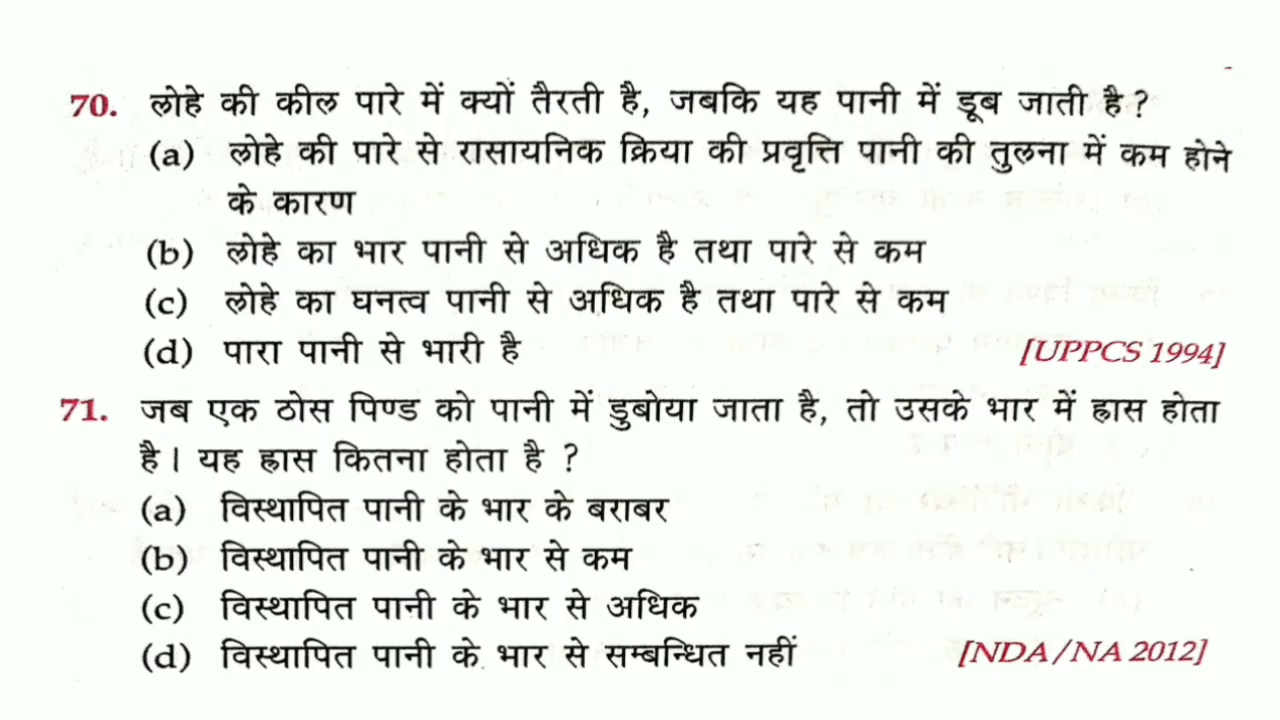 70. लोहे की कील पारे में क्यों तैरती है, जबकि यह पानी में डूब जाती है?
(a) लोहे की पारे से रासायनिक क्रिया की प्रवृत्ति पानी की तुलना में कम होने
के कारण
(b) लोहे का भार पानी से अधिक है तथा पारे से कम
(c) लोहे का घनत्व पानी से अधिक है तथा पारे से कम
(d) पारा पानी से भारी है [UPPCS 1994]
71. जब एक ठोस पिण्ड को पानी में डुबोया जाता है, तो उसके भार में ह्रास होता
है। यह ह्रास कितना होता है ?
(a) विस्थापित पानी के भार के बराबर
(b) विस्थापित पानी के भार से कम
(c) विस्थापित पानी के भार से अधिक
(d) विस्थापित पानी के भार से सम्बन्धित नहीं [NDA/NA 2012]